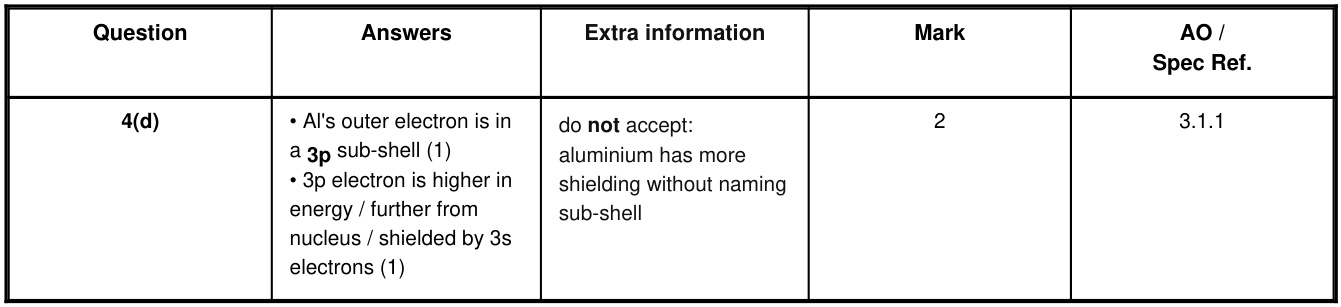 Question
Answers
Extra information
Mark
AO /
Spec Ref.
4(d)
• Al's outer electron is in
a 3p sub-shell (1)
• 3p electron is higher in
energy / further from
nucleus / shielded by 3s
electrons (1)
do not accept:
aluminium has more
shielding without naming
sub-shell
2
3.1.1